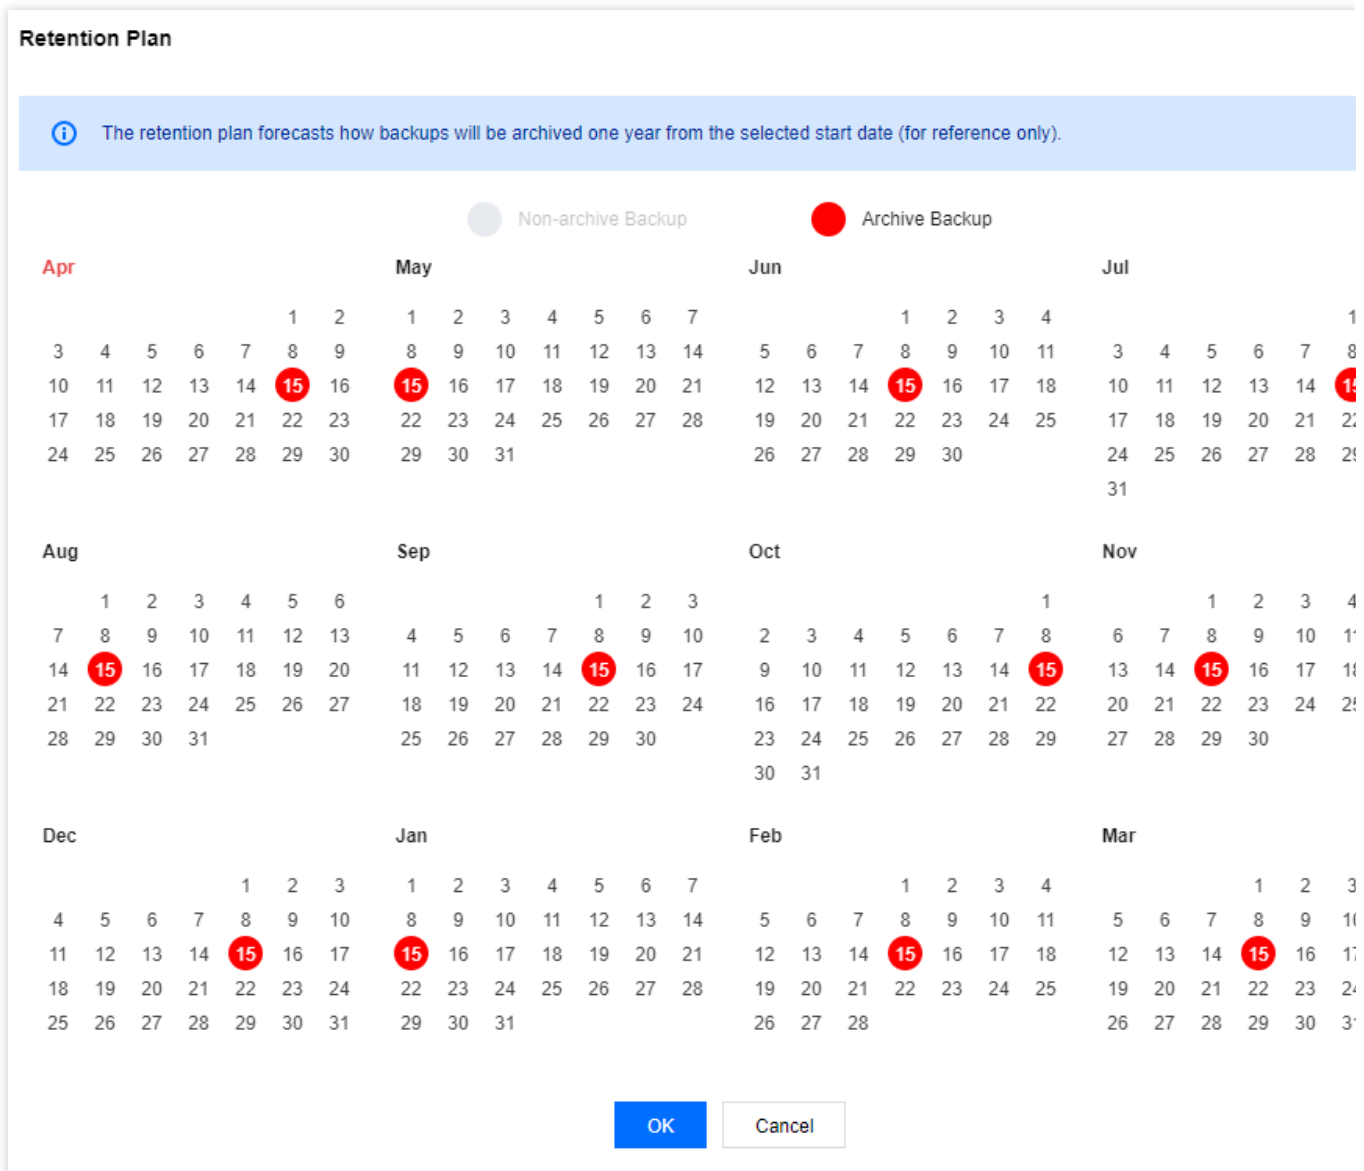 Retention Plan
The retention plan forecasts how backups will be archived one year from the selected start date (for reference only).
Non-archive Backup Archive Backup
Apr May Jun Jul
1 2 1 2 3 4 5 6 7 1 2 3 4 1
3 4 5 6 7 8 9 8 9 10 11 12 13 14 5 6 7 8 9 10 11 3 4 5 6 7 8
10 11 12 13 14 15 16 15 16 17 18 19 20 21 12 13 14 15 16 17 18 10 11 12 13 14 15
17 18 19 20 21 22 23 22 23 24 25 26 27 28 19 20 21 22 23 24 25 17 18 19 20 21 22
24 25 26 27 28 29 30 29 30 31 26 27 28 29 30 24 25 26 27 28 29
31
Aug Sep Oct Nov
1 2 3 4 5 6 1 2 3 1 1 2 3 4
7 8 9 10 11 12 13 4 5 6 7 8 9 10 2 3 4 5 6 7 8 6 7 8 9 10 11
14 15 16 17 18 19 20 11 12 13 14 15 16 17 9 10 11 12 13 14 15 13 14 15 16 17 18
21 22 23 24 25 26 27 18 19 20 21 22 23 24 16 17 18 19 20 21 22 20 21 22 23 24 25
28 29 30 31 25 26 27 28 29 30 23 24 25 26 27 28 29 27 28 29 30
30 31
Dec Jan Feb Mar
1 2 3 1 2 3 4 5 6 7 1 2 3 4 1 2 3
4 5 6 7 8 9 10 8 9 10 11 12 13 14 5 6 7 8 9 10 11 5 6 7 8 9 10
11 12 13 14 15 16 17 15 16 17 18 19 20 21 12 13 14 15 16 17 18 12 13 14 15 16 17
18 19 20 21 22 23 24 22 23 24 25 26 27 28 19 20 21 22 23 24 25 19 20 21 22 23 24
25 26 27 28 29 30 31 29 30 31 26 27 28 26 27 28 29 30 31
OK Cancel